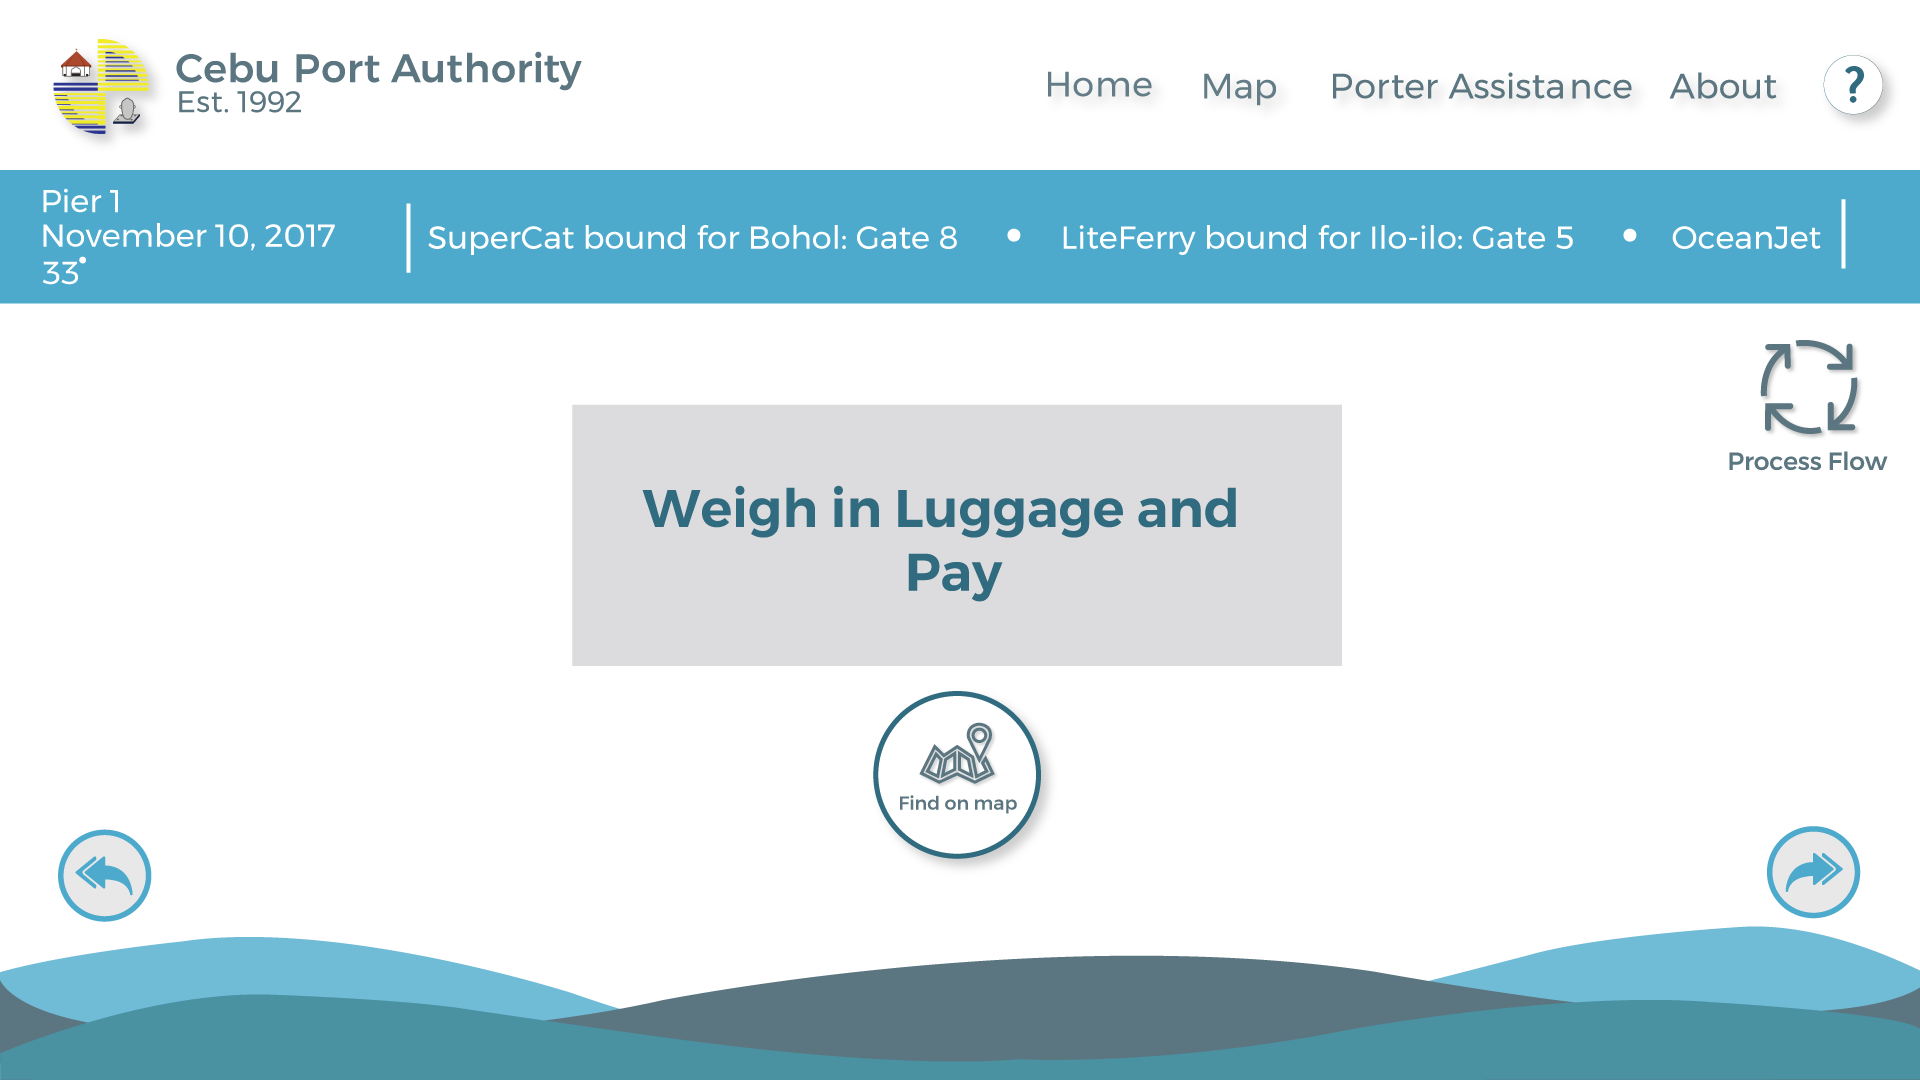 Cebu Port Authority
Est. 1992
Home Map Porter Assistance About ?
Pier 1
November 10, 2017
33°
SuperCat bound for Bohol: Gate 8 • LiteFerry bound for Ilo-ilo: Gate 5 • OceanJet
Process Flow
Weigh in Luggage and
Pay
Find on map